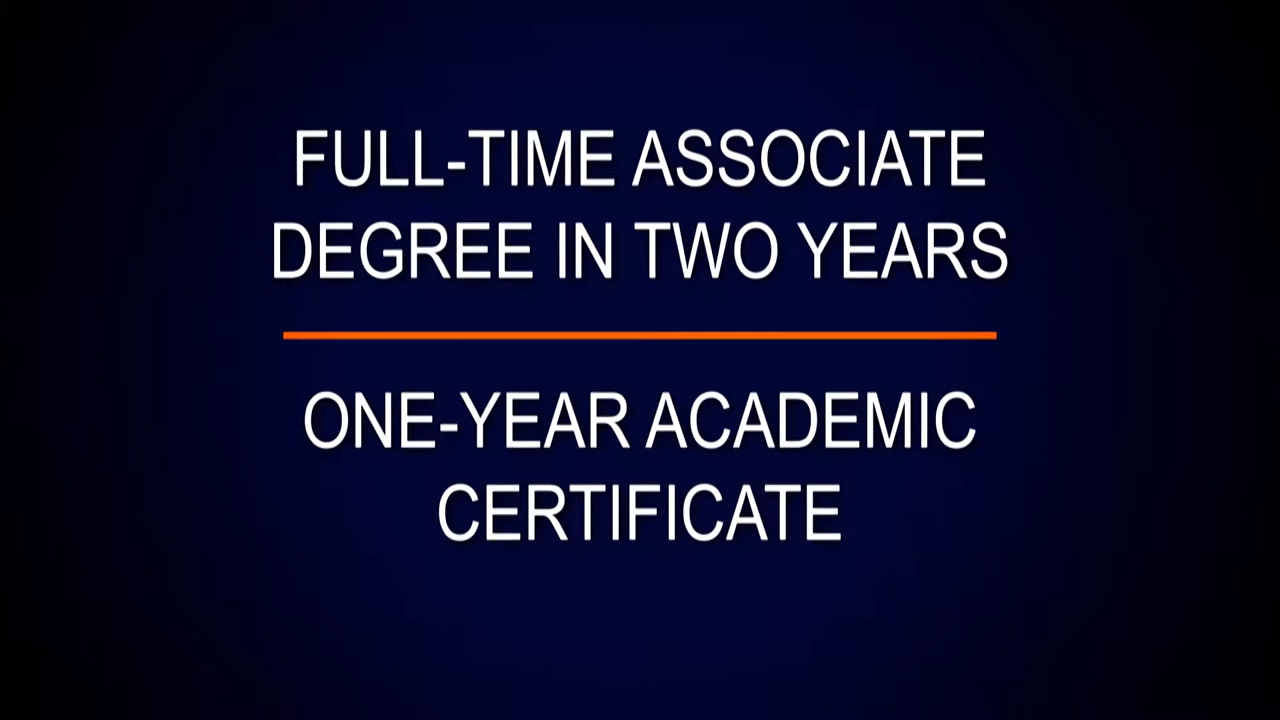 FULL-TIME ASSOCIATE
DEGREE IN TWO YEARS
ONE-YEAR ACADEMIC
CERTIFICATE